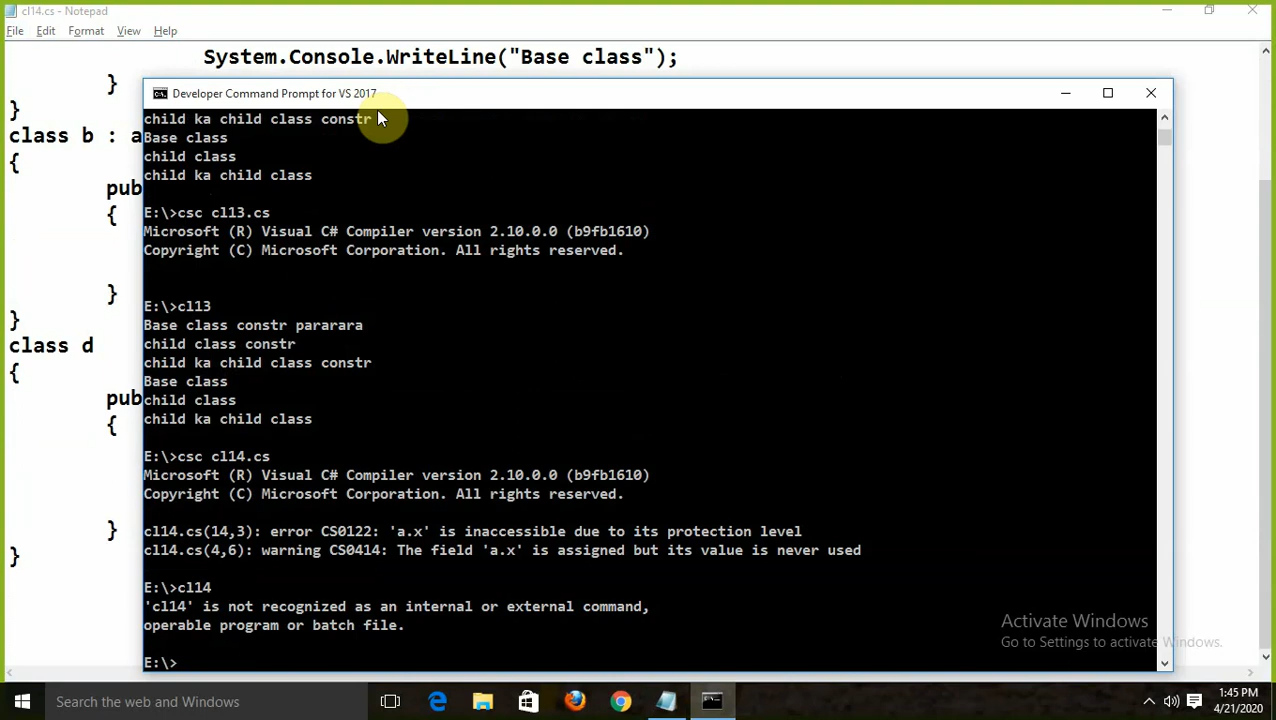 cl14.cs - Notepad
File Edit Format View Help
System.Console.WriteLine("Base class");
}
}
class b : a
{
pub
{
}
}
class d
{
pub
{
}
}
Developer Command Prompt for VS 2017
child ka child class constr
Base class
child class
child ka child class
E:\>csc cl13.cs
Microsoft (R) Visual C# Compiler version 2.10.0.0 (b9fb1610)
Copyright (C) Microsoft Corporation. All rights reserved.
E:\>cl13
Base class constr pararara
child class constr
child ka child class constr
Base class
child class
child ka child class
E:\>csc cl14.cs
Microsoft (R) Visual C# Compiler version 2.10.0.0 (b9fb1610)
Copyright (C) Microsoft Corporation. All rights reserved.
cl14.cs(14,3): error CS0122: 'a.x' is inaccessible due to its protection level
cl14.cs(4,6): warning CS0414: The field 'a.x' is assigned but its value is never used
E:\>cl14
'cl14' is not recognized as an internal or external command,
operable program or batch file.
E:\>
Activate Windows
Go to Settings to activate Windows.
Search the web and Windows
1:45 PM
4/21/2020